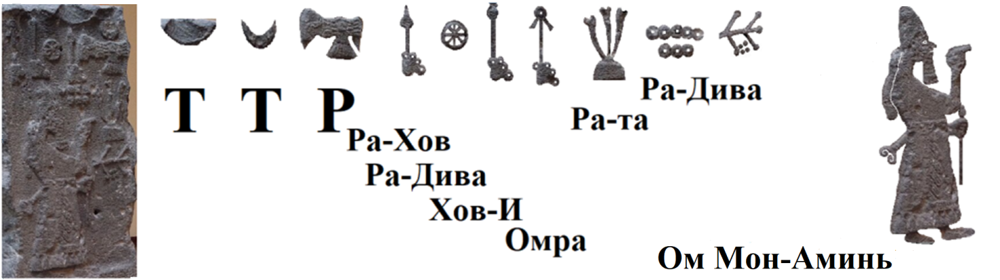 Т Т Р
Ра-Дива
Ра-та
Ра-Хов
Ра-Дива
Хов-И
Омра
Ом Мон-Аминь